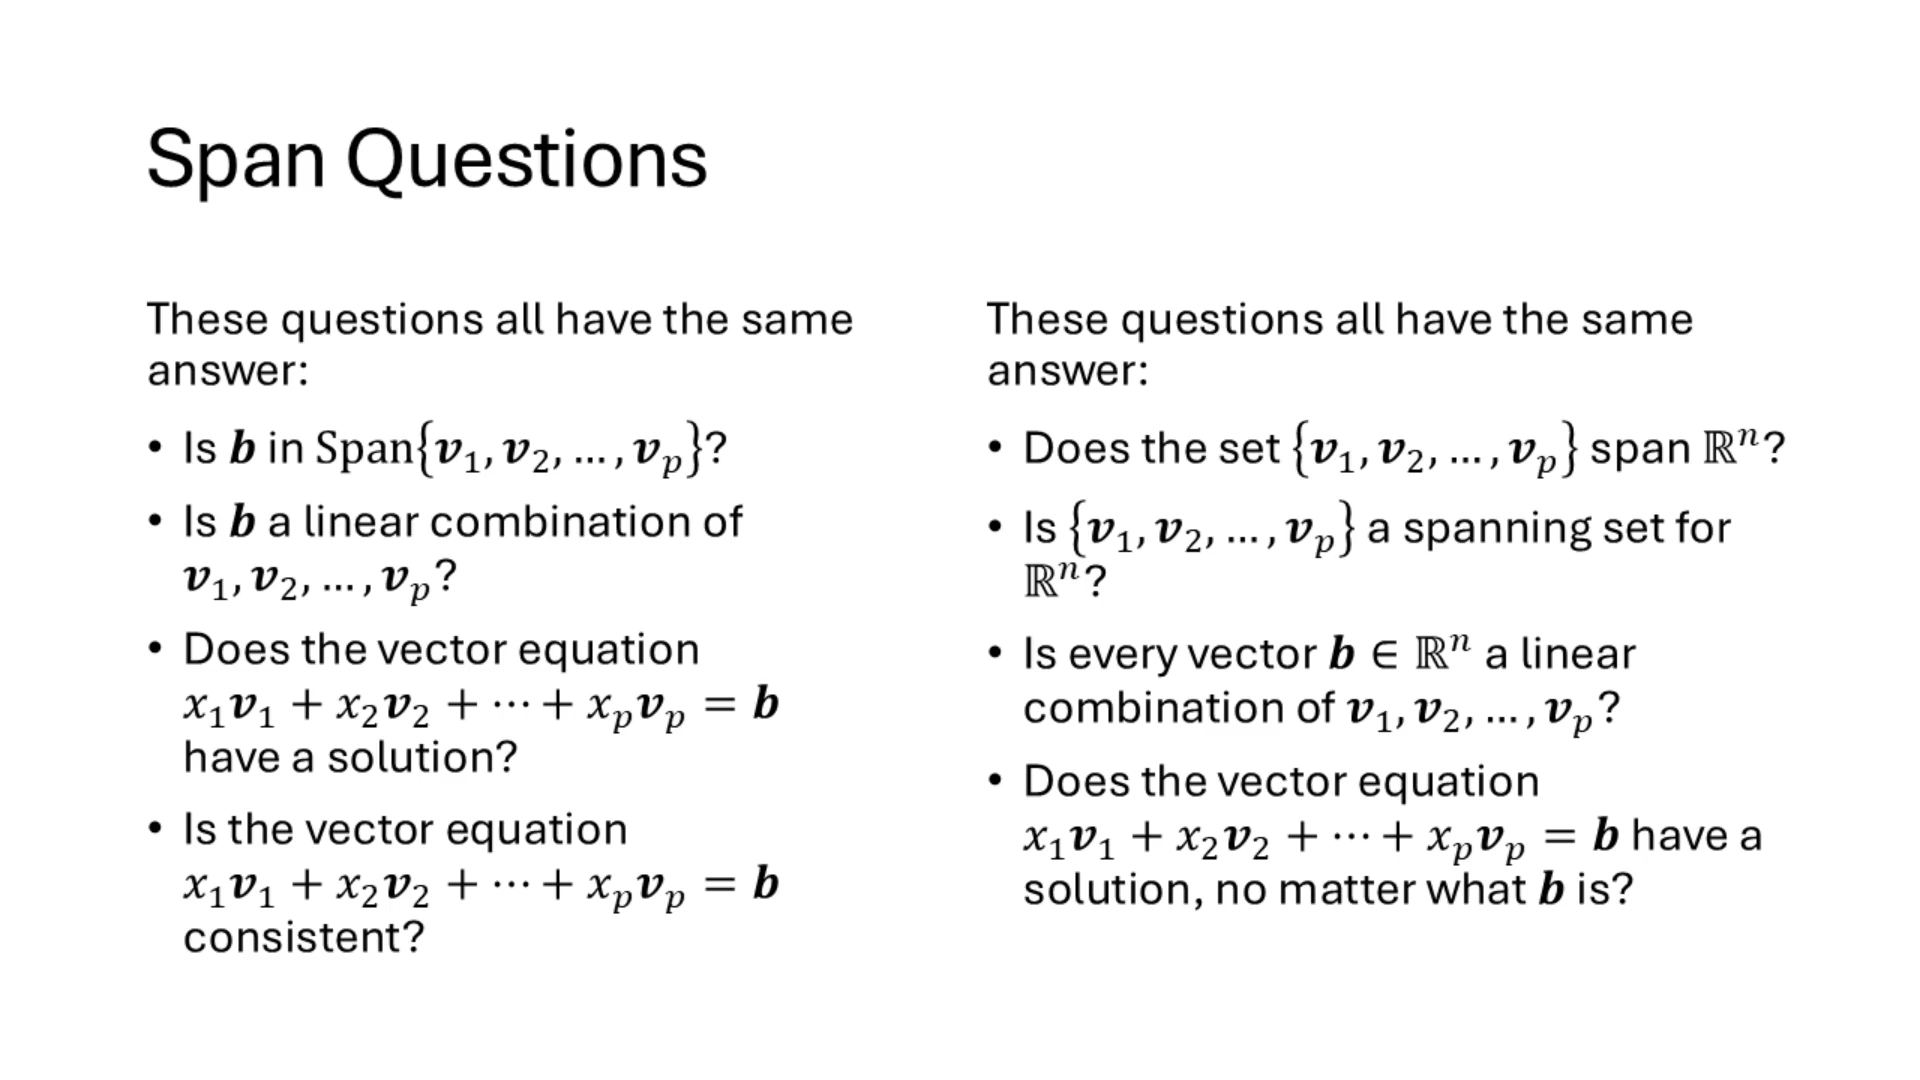 Span Questions
These questions all have the same
answer:
• Is 𝒃 in Span{𝒗₁, 𝒗₂, … , 𝒗ₚ}?
• Is 𝒃 a linear combination of
𝒗₁, 𝒗₂, … , 𝒗ₚ?
• Does the vector equation
𝑥₁𝒗₁ + 𝑥₂𝒗₂ + ⋯ + 𝑥ₚ𝒗ₚ = 𝒃
have a solution?
• Is the vector equation
𝑥₁𝒗₁ + 𝑥₂𝒗₂ + ⋯ + 𝑥ₚ𝒗ₚ = 𝒃
consistent?
These questions all have the same
answer:
• Does the set {𝒗₁, 𝒗₂, … , 𝒗ₚ} span ℝⁿ?
• Is {𝒗₁, 𝒗₂, … , 𝒗ₚ} a spanning set for
ℝⁿ?
• Is every vector 𝒃 ∈ ℝⁿ a linear
combination of 𝒗₁, 𝒗₂, … , 𝒗ₚ?
• Does the vector equation
𝑥₁𝒗₁ + 𝑥₂𝒗₂ + ⋯ + 𝑥ₚ𝒗ₚ = 𝒃 have a
solution, no matter what 𝒃 is?